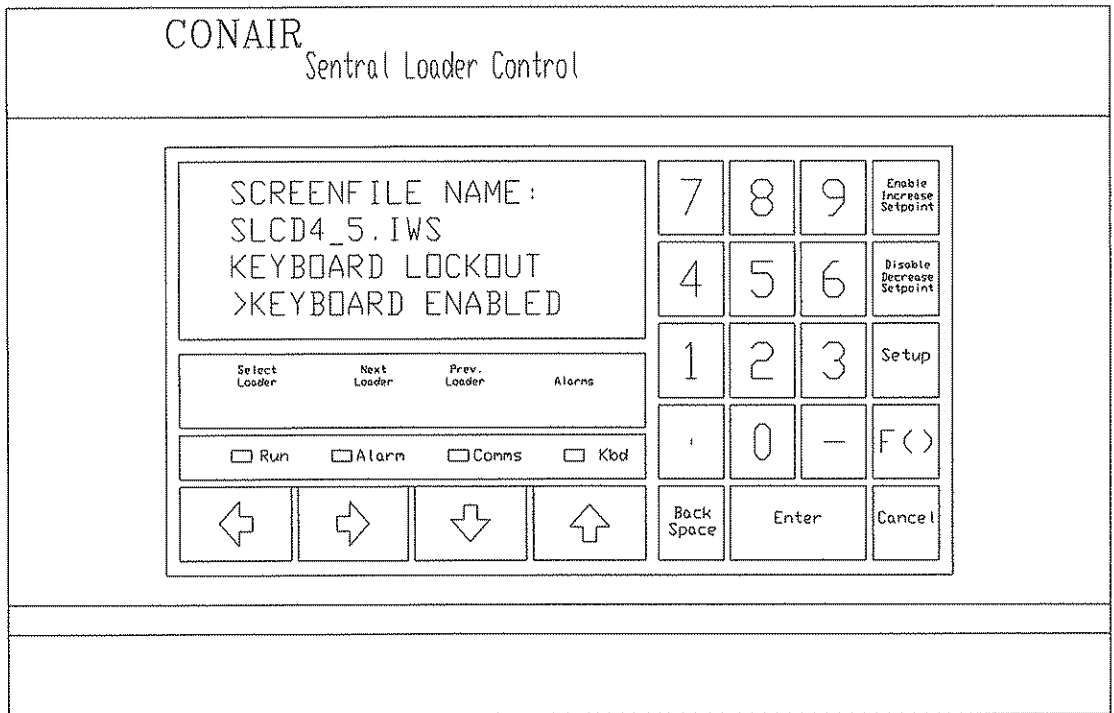 CONAIR
Sentral Loader Control
SCREENFILE NAME:
SLCD4_5.IWS
KEYBOARD LOCKOUT
>KEYBOARD ENABLED
Select Loader
Next Loader
Prev. Loader
Alarms
Run
Alarm
Comms
Kbd
7
8
9
Enable
Increase
Setpoint
4
5
6
Disable
Decrease
Setpoint
1
2
3
Setup
.
0
-
F()
Back
Space
Enter
Cancel